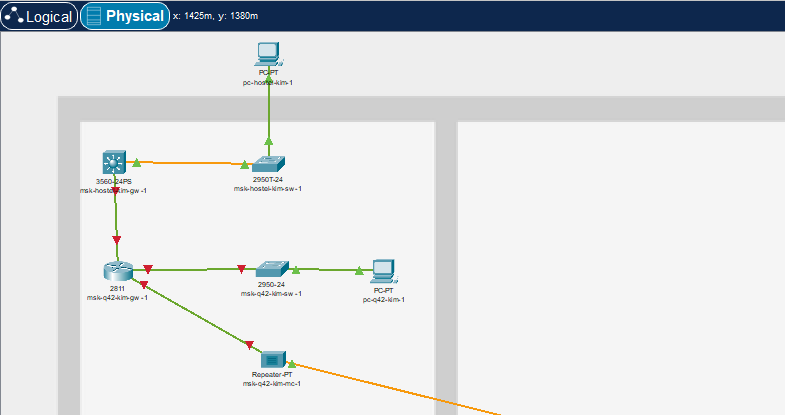 Logical
Physical
x: 1425m, y: 1380m
PC-PT
pc-hostel-kim-1
3560-24PS
msk-hostel-kim-gw-1
2950T-24
msk-hostel-kim-sw-1
2811
msk-q42-kim-gw-1
2950-24
msk-q42-kim-sw-1
PC-PT
pc-q42-kim-1
Repeater-PT
msk-q42-kim-mc-1